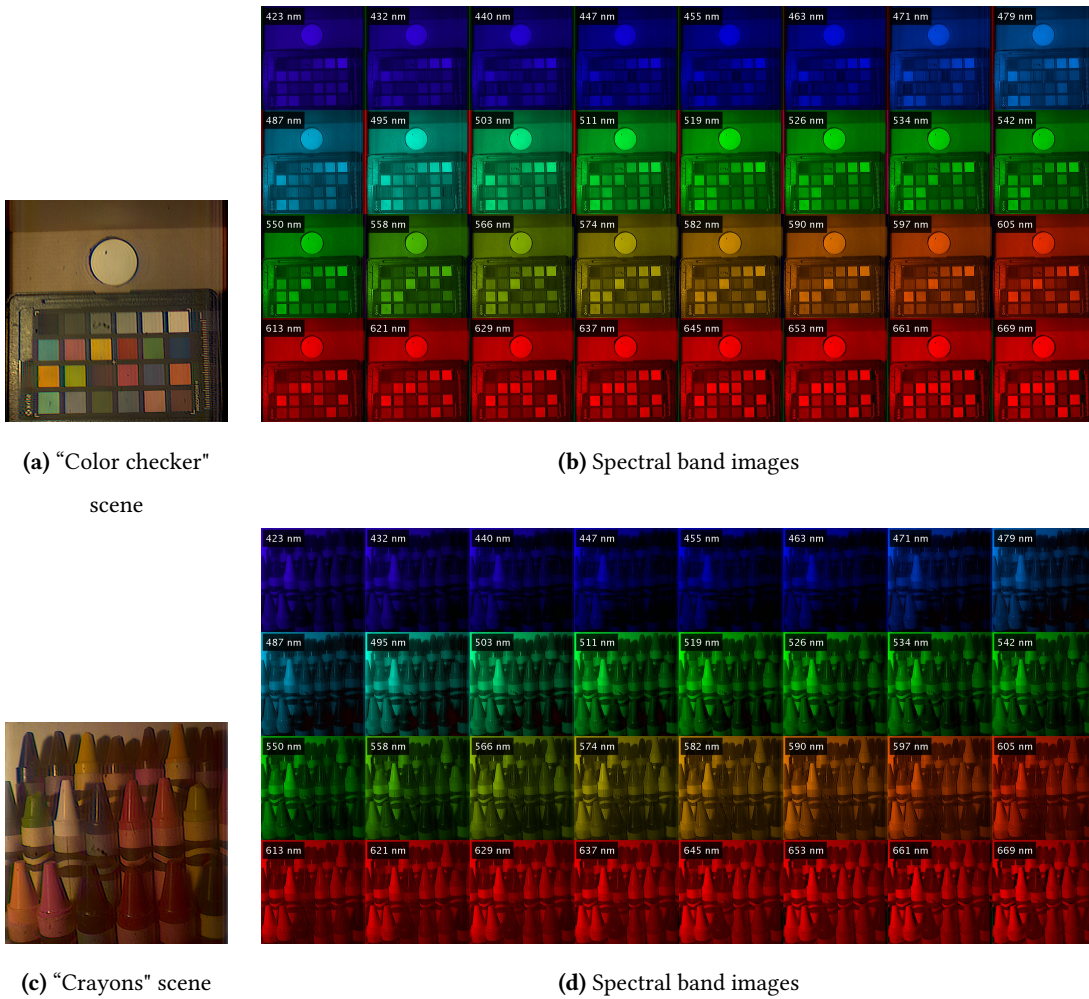 423 nm 432 nm 440 nm 447 nm 455 nm 463 nm 471 nm 479 nm
487 nm 495 nm 503 nm 511 nm 519 nm 526 nm 534 nm 542 nm
550 nm 558 nm 566 nm 574 nm 582 nm 590 nm 597 nm 605 nm
613 nm 621 nm 629 nm 637 nm 645 nm 653 nm 661 nm 669 nm
(a) “Color checker"
scene
(b) Spectral band images
423 nm 432 nm 440 nm 447 nm 455 nm 463 nm 471 nm 479 nm
487 nm 495 nm 503 nm 511 nm 519 nm 526 nm 534 nm 542 nm
550 nm 558 nm 566 nm 574 nm 582 nm 590 nm 597 nm 605 nm
613 nm 621 nm 629 nm 637 nm 645 nm 653 nm 661 nm 669 nm
(c) “Crayons" scene
(d) Spectral band images